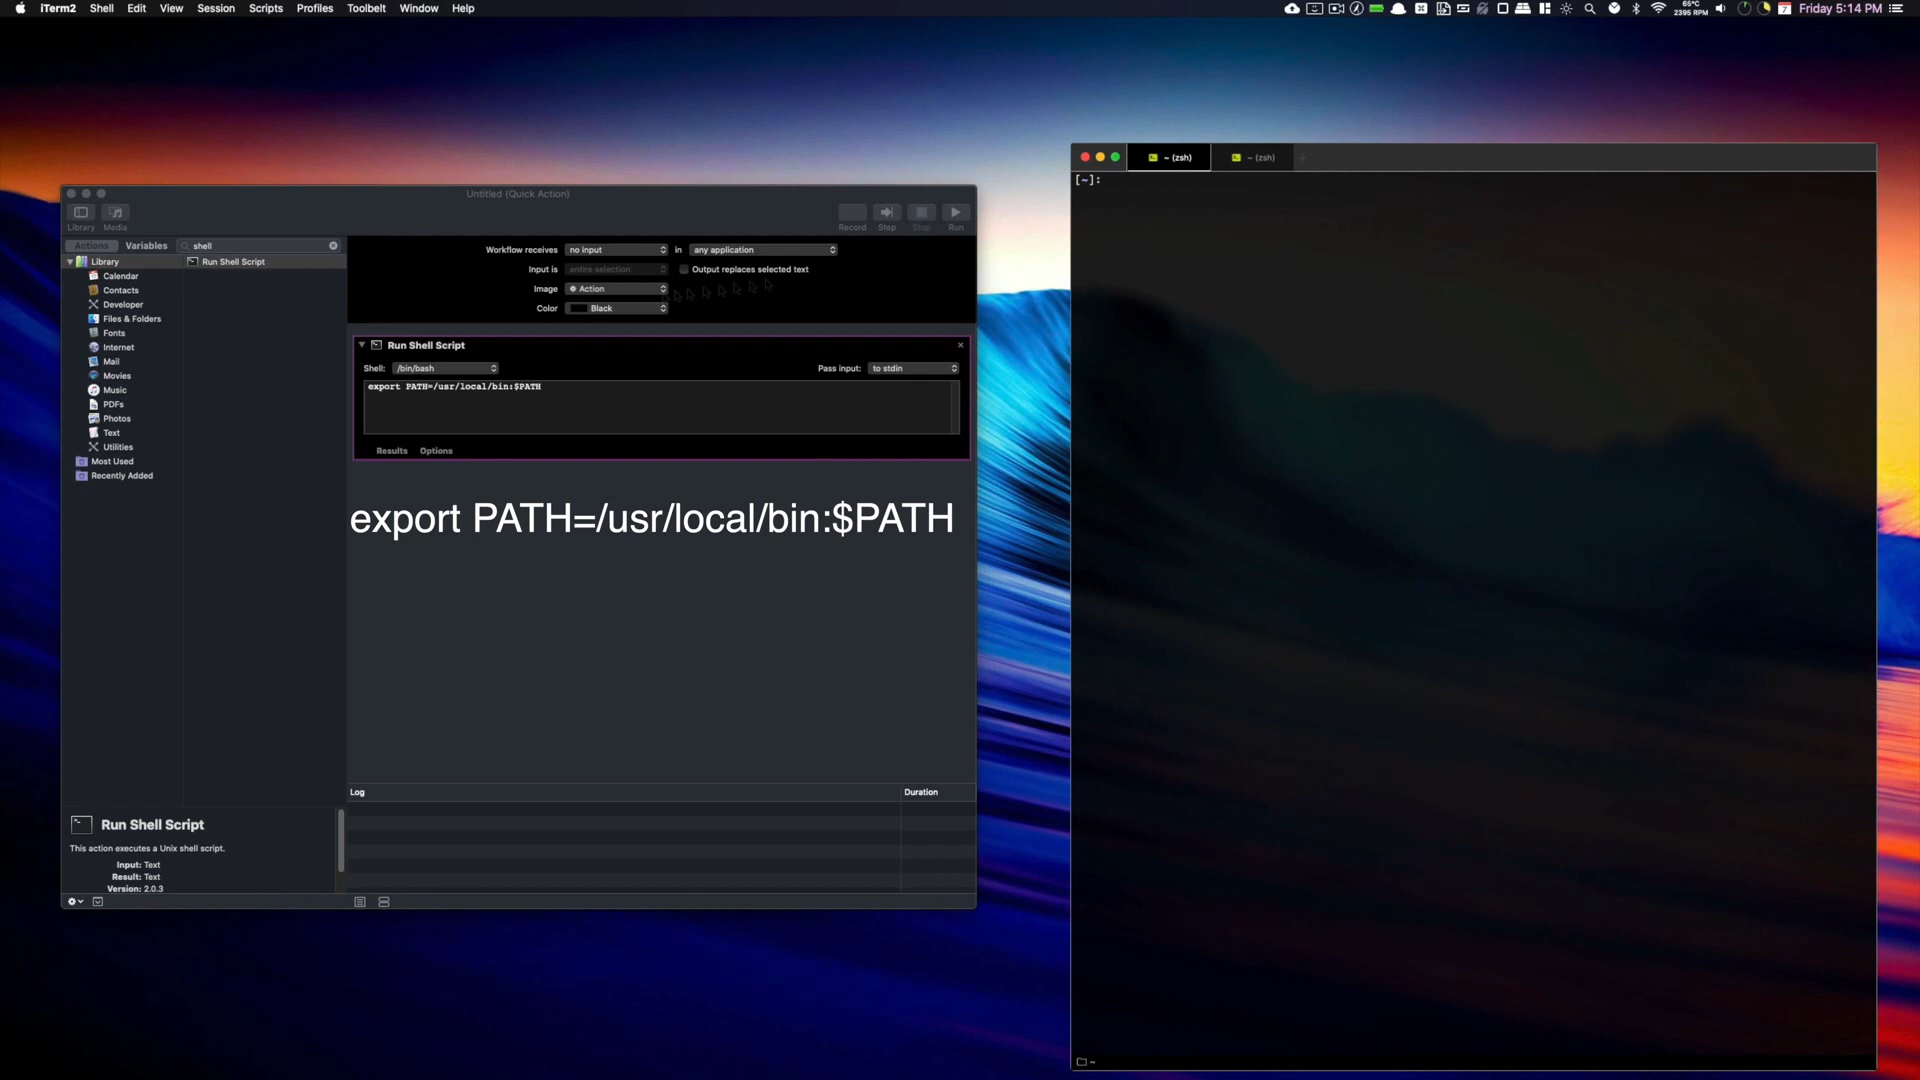 iTerm2 Shell Edit View Session Scripts Profiles Toolbelt Window Help
65°C
2395 RPM
7
Friday 5:14 PM
~ (zsh)
~ (zsh)
[~]:
Untitled (Quick Action)
Library Media
Record Step Stop Run
Actions Variables
shell
Library
Calendar
Contacts
Developer
Files & Folders
Fonts
Internet
Mail
Movies
Music
PDFs
Photos
Text
Utilities
Most Used
Recently Added
Run Shell Script
Workflow receives no input in any application
Input is entire selection Output replaces selected text
Image Action
Color Black
Run Shell Script
Shell: /bin/bash Pass input: to stdin
export PATH=/usr/local/bin:$PATH
Results Options
export PATH=/usr/local/bin:$PATH
Log Duration
Run Shell Script
This action executes a Unix shell script.
Input: Text
Result: Text
Version: 2.0.3
~